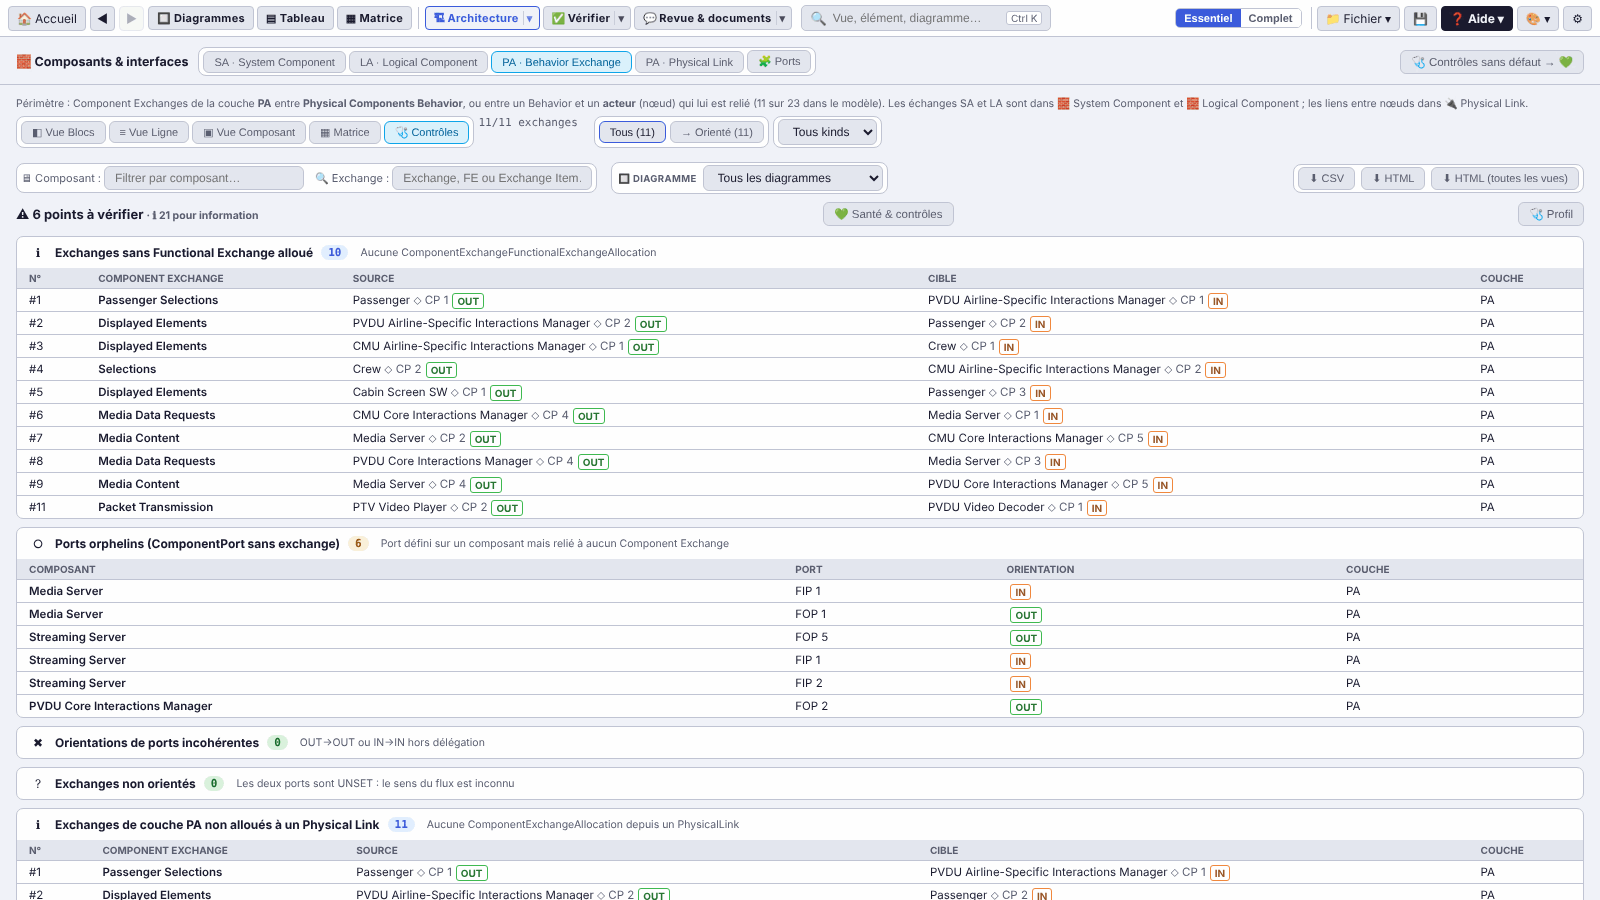 🏠 Accueil ◀ ▶ 🔲 Diagrammes ▤ Tableau ▦ Matrice 🏗 Architecture ▾ ✅ Vérifier ▾ 💬 Revue & documents ▾ 🔍 Vue, élément, diagramme… Ctrl K Essentiel Complet 📁 Fichier ▾ 💾 ❓ Aide ▾ 🎨 ▾ ⚙
🧱 Composants & interfaces SA · System Component LA · Logical Component PA · Behavior Exchange PA · Physical Link 🧩 Ports 🩺 Contrôles sans défaut → 💚
Périmètre : Component Exchanges de la couche PA entre Physical Components Behavior, ou entre un Behavior et un acteur (nœud) qui lui est relié (11 sur 23 dans le modèle). Les échanges SA et LA sont dans 🧱 System Component et 🧱 Logical Component ; les liens entre nœuds dans 🔌 Physical Link.
◧ Vue Blocs ≡ Vue Ligne ▣ Vue Composant ▦ Matrice 🩺 Contrôles 11/11 exchanges Tous (11) → Orienté (11) Tous kinds
🖥 Composant : Filtrer par composant… 🔍 Exchange : Exchange, FE ou Exchange Item. 🔲 DIAGRAMME Tous les diagrammes ⬇ CSV ⬇ HTML ⬇ HTML (toutes les vues)
⚠ 6 points à vérifier · ℹ 21 pour information 💚 Santé & contrôles 🩺 Profil
ℹ Exchanges sans Functional Exchange alloué 10 Aucune ComponentExchangeFunctionalExchangeAllocation
N° COMPONENT EXCHANGE SOURCE CIBLE COUCHE
#1 Passenger Selections Passenger ◇ CP 1 OUT PVDU Airline-Specific Interactions Manager ◇ CP 1 IN PA
#2 Displayed Elements PVDU Airline-Specific Interactions Manager ◇ CP 2 OUT Passenger ◇ CP 2 IN PA
#3 Displayed Elements CMU Airline-Specific Interactions Manager ◇ CP 1 OUT Crew ◇ CP 1 IN PA
#4 Selections Crew ◇ CP 2 OUT CMU Airline-Specific Interactions Manager ◇ CP 2 IN PA
#5 Displayed Elements Cabin Screen SW ◇ CP 1 OUT Passenger ◇ CP 3 IN PA
#6 Media Data Requests CMU Core Interactions Manager ◇ CP 4 OUT Media Server ◇ CP 1 IN PA
#7 Media Content Media Server ◇ CP 2 OUT CMU Core Interactions Manager ◇ CP 5 IN PA
#8 Media Data Requests PVDU Core Interactions Manager ◇ CP 4 OUT Media Server ◇ CP 3 IN PA
#9 Media Content Media Server ◇ CP 4 OUT PVDU Core Interactions Manager ◇ CP 5 IN PA
#11 Packet Transmission PTV Video Player ◇ CP 2 OUT PVDU Video Decoder ◇ CP 1 IN PA
○ Ports orphelins (ComponentPort sans exchange) 6 Port défini sur un composant mais relié à aucun Component Exchange
COMPOSANT PORT ORIENTATION COUCHE
Media Server FIP 1 IN PA
Media Server FOP 1 OUT PA
Streaming Server FOP 5 OUT PA
Streaming Server FIP 1 IN PA
Streaming Server FIP 2 IN PA
PVDU Core Interactions Manager FOP 2 OUT PA
✖ Orientations de ports incohérentes 0 OUT→OUT ou IN→IN hors délégation
? Exchanges non orientés 0 Les deux ports sont UNSET : le sens du flux est inconnu
ℹ Exchanges de couche PA non alloués à un Physical Link 11 Aucune ComponentExchangeAllocation depuis un PhysicalLink
N° COMPONENT EXCHANGE SOURCE CIBLE COUCHE
#1 Passenger Selections Passenger ◇ CP 1 OUT PVDU Airline-Specific Interactions Manager ◇ CP 1 IN PA
#2 Displayed Elements PVDU Airline-Specific Interactions Manager ◇ CP 2 OUT Passenger ◇ CP 2 IN PA